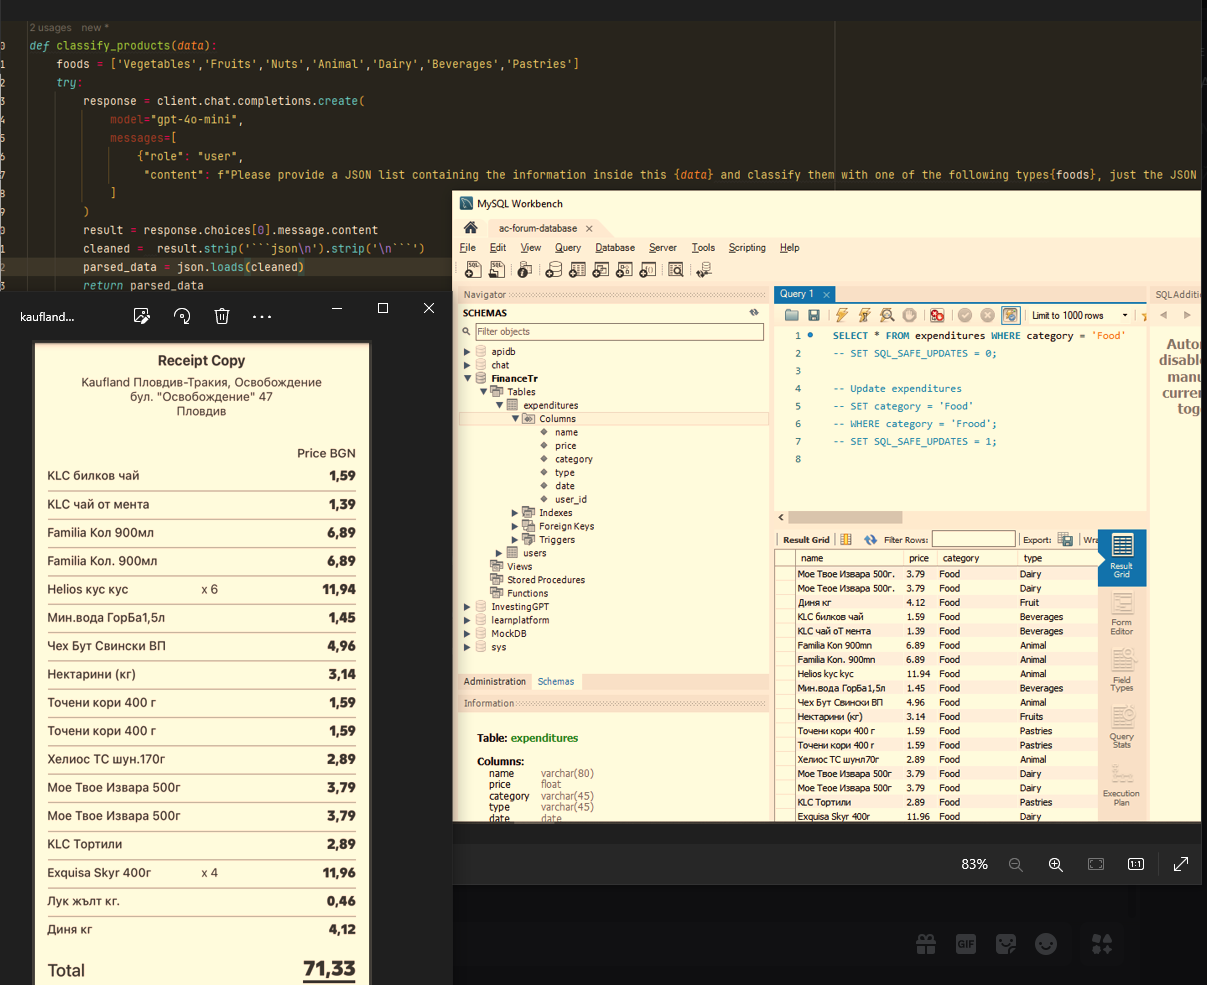 2 usages new *
def classify_products(data):
foods = ['Vegetables','Fruits','Nuts','Animal','Dairy','Beverages','Pastries']
try:
response = client.chat.completions.create(
model="gpt-4o-mini",
messages=[
{"role": "user",
"content": f"Please provide a JSON list containing the information inside this {data} and classify them with one of the following types{foods}, just the JSON
]
)
result = response.choices[0].message.content
cleaned = result.strip('```json\n').strip('\n```')
parsed_data = json.loads(cleaned)
return parsed_data
kaufland...
Receipt Copy
Kaufland Пловдив-Тракия, Освобождение
бул. "Освобождение" 47
Пловдив
Price BGN
KLC билков чай 1,59
KLC чай от мента 1,39
Familia Кол 900мл 6,89
Familia Кол. 900мл 6,89
Helios кус кус x 6 11,94
Мин.вода ГорБа1,5л 1,45
Чех Бут Свински ВП 4,96
Нектарини (кг) 3,14
Точени кори 400 г 1,59
Точени кори 400 г 1,59
Хелиос ТС шун.170г 2,89
Мое Твое Извара 500г 3,79
Мое Твое Извара 500г 3,79
KLC Тортили 2,89
Exquisa Skyr 400г x 4 11,96
Лук жълт кг. 0,46
Диня кг 4,12
Total 71,33
MySQL Workbench
ac-forum-database
File Edit View Query Database Server Tools Scripting Help
Navigator
SCHEMAS
Filter objects
apidb
chat
FinanceTr
Tables
expenditures
Columns
name
price
category
type
date
user_id
Indexes
Foreign Keys
Triggers
users
Views
Stored Procedures
Functions
InvestingGPT
learnplatform
MockDB
sys
Administration Schemas
Information
Table: expenditures
Columns:
name varchar(80)
price float
category varchar(45)
type varchar(45)
date date
Query 1
Limit to 1000 rows
1 SELECT * FROM expenditures WHERE category = 'Food'
2 -- SET SQL_SAFE_UPDATES = 0;
3
4 -- Update expenditures
5 -- SET category = 'Food'
6 -- WHERE category = 'Frood';
7 -- SET SQL_SAFE_UPDATES = 1;
8
SQL Additi
Autor
disable
manu
curren
tog
Result Grid Filter Rows: Export: Wra
name price category type
Мое Твое Извара 500г. 3.79 Food Dairy
Мое Твое Извара 500г. 3.79 Food Dairy
Диня кг 4.12 Food Fruit
KLC билков чай 1.59 Food Beverages
KLC чай оТ мента 1.39 Food Beverages
Familia Кол 900mn 6.89 Food Animal
Familia Кол. 900mn 6.89 Food Animal
Helios кус кус 11.94 Food Animal
Мин.вода ГорБа1,5л 1.45 Food Beverages
Чех Бут Свински ВП 4.96 Food Animal
Нектарини (кг) 3.14 Food Fruits
Точени кори 400 г 1.59 Food Pastries
Точени кори 400 г 1.59 Food Pastries
Хелиос ТС шунл70г 2.89 Food Animal
Мое Твое Извара 500г 3.79 Food Dairy
Мое Твое Извара 500г 3.79 Food Dairy
KLC Тортили 2.89 Food Pastries
Exquisa Skyr 400г 11.96 Food Dairy
Result
Grid
Form
Editor
Field
Types
Query
Stats
Execution
Plan
83%
1:1
GIF